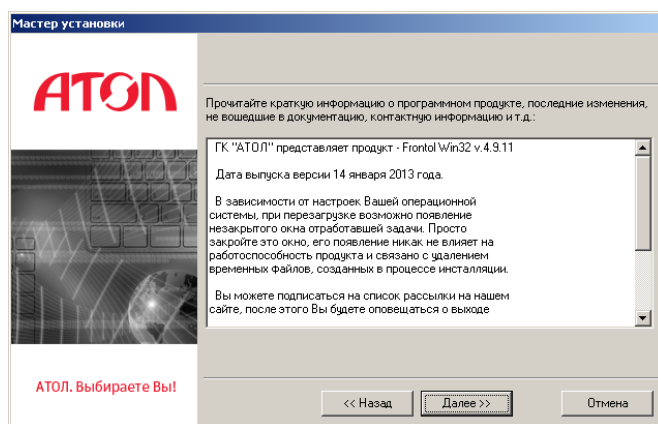 Мастер установки
АТОЛ
Прочитайте краткую информацию о программном продукте, последние изменения,
не вошедшие в документацию, контактную информацию и т.д.:
ГК "АТОЛ" представляет продукт - Frontol Win32 v.4.9.11
Дата выпуска версии 14 января 2013 года.
В зависимости от настроек Вашей операционной
системы, при перезагрузке возможно появление
незакрытого окна отработавшей задачи. Просто
закройте это окно, его появление никак не влияет на
работоспособность продукта и связано с удалением
временных файлов, созданных в процессе инсталляции.
Вы можете подписаться на список рассылки на нашем
сайте, после этого Вы будете оповещаться о выходе
АТОЛ. Выбираете Вы!
<< Назад
Далее >>
Отмена